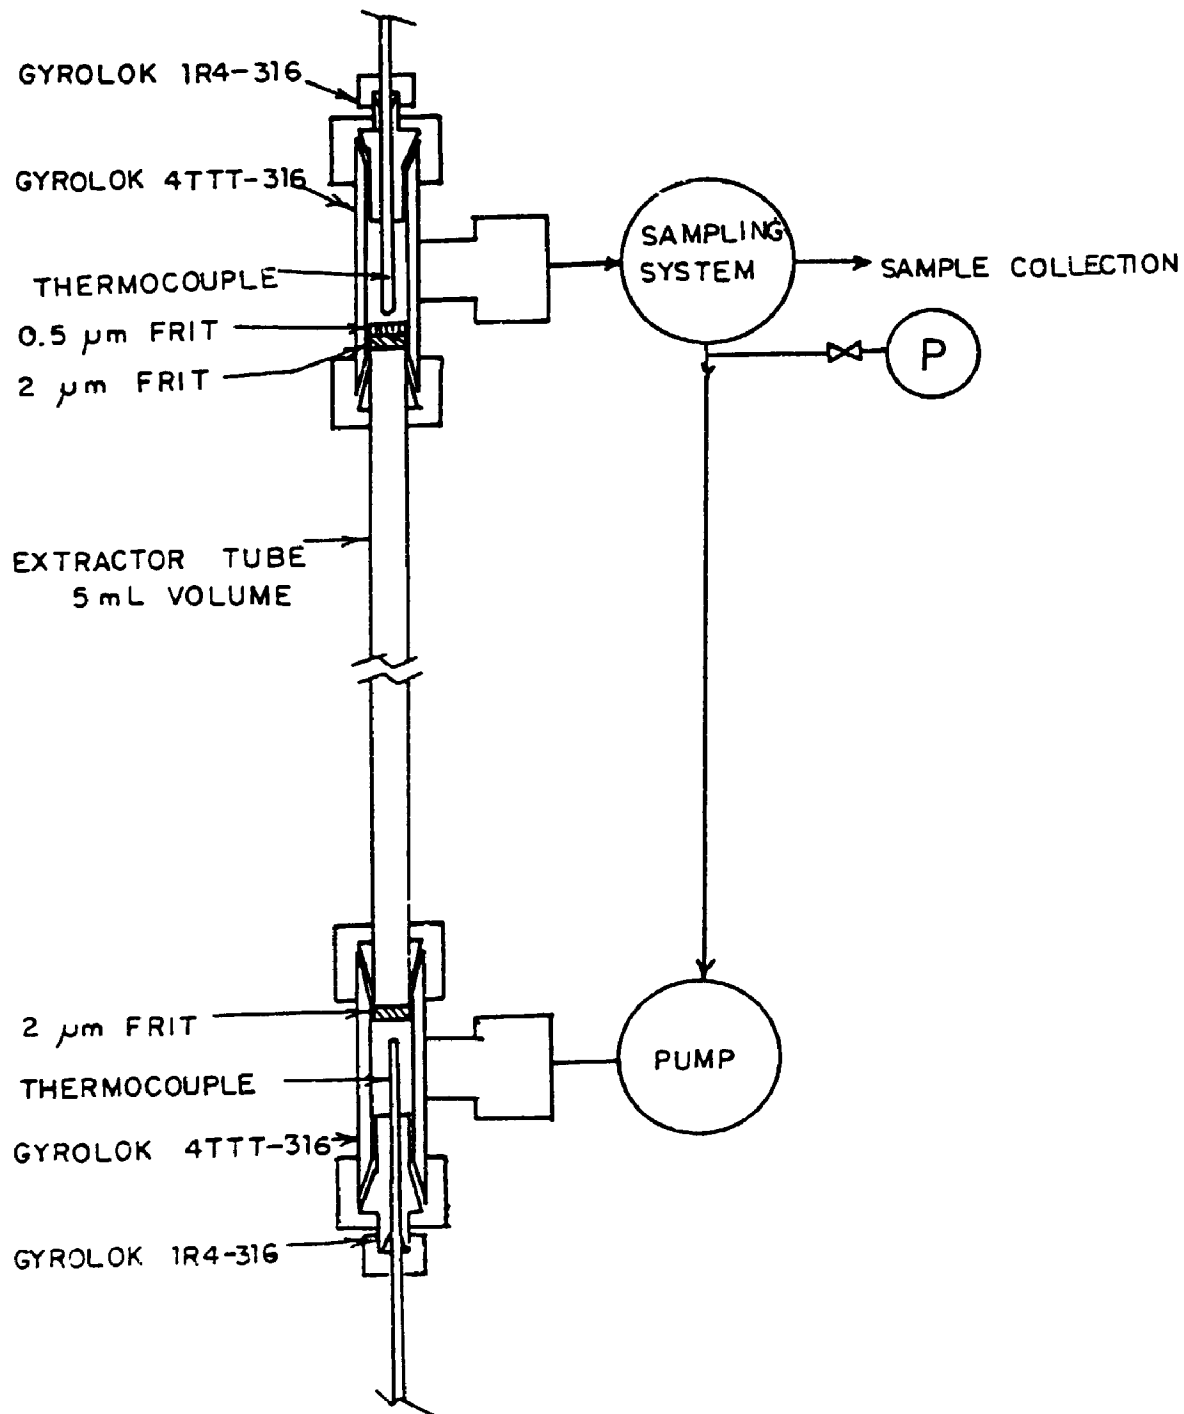 GYROLOK 1R4-316
GYROLOK 4TTT-316
THERMOCOUPLE
0.5 μm FRIT
2 μm FRIT
SAMPLING
SYSTEM
SAMPLE COLLECTION
P
EXTRACTOR TUBE
5 mL VOLUME
2 μm FRIT
THERMOCOUPLE
GYROLOK 4TTT-316
GYROLOK 1R4-316
PUMP